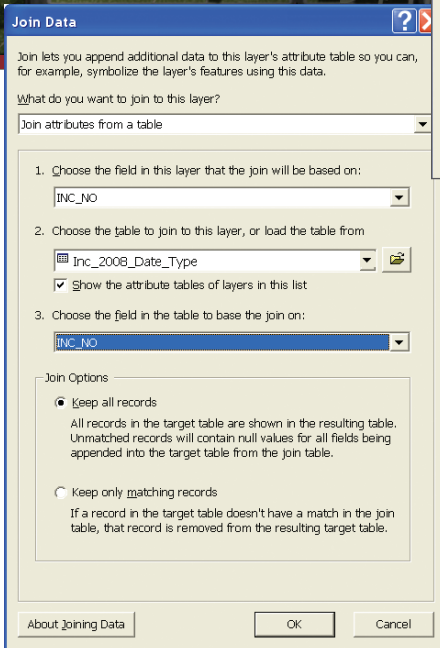 Join Data
Join lets you append additional data to this layer's attribute table so you can,
for example, symbolize the layer's features using this data.
What do you want to join to this layer?
Join attributes from a table
1. Choose the field in this layer that the join will be based on:
INC_NO
2. Choose the table to join to this layer, or load the table from
Inc_2008_Date_Type
Show the attribute tables of layers in this list
3. Choose the field in the table to base the join on:
INC_NO
Join Options
Keep all records
All records in the target table are shown in the resulting table.
Unmatched records will contain null values for all fields being
appended into the target table from the join table.
Keep only matching records
If a record in the target table doesn't have a match in the join
table, that record is removed from the resulting target table.
About Joining Data OK Cancel